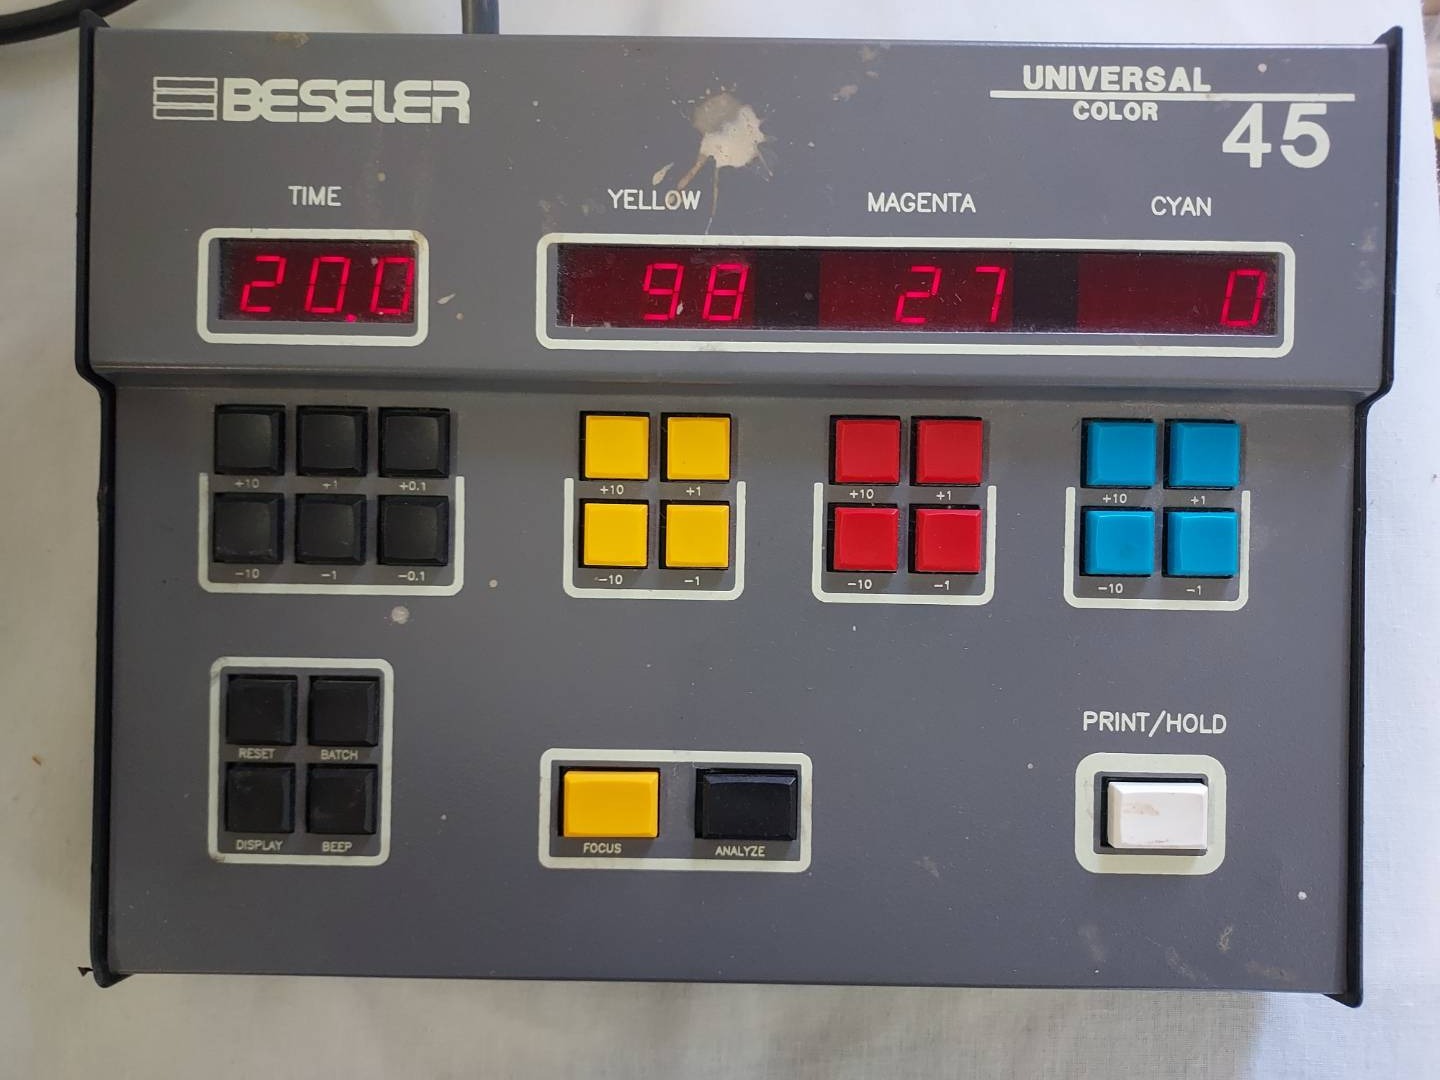 BESELER
UNIVERSAL
COLOR 45
TIME YELLOW MAGENTA CYAN
20.0 98 27 0
+10 +1 +0.1 +10 +1 +10 +1 +10 +1
-10 -1 -0.1 -10 -1 -10 -1 -10 -1
RESET BATCH
DISPLAY BEEP
FOCUS ANALYZE
PRINT/HOLD